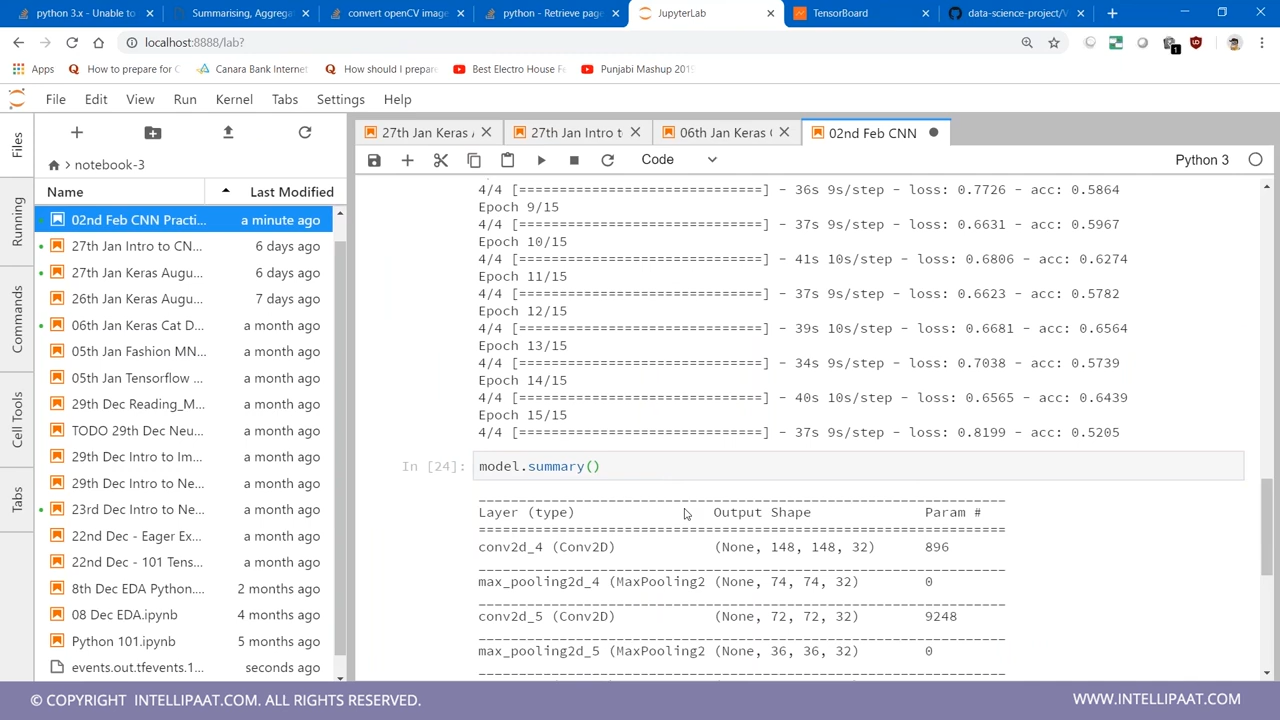 python 3.x - Unable to
Summarising, Aggrega
convert openCV image
python - Retrieve page
JupyterLab
TensorBoard
data-science-project/V
localhost:8888/lab?
Apps
How to prepare for C
Canara Bank Internet
How should I prepare
Best Electro House Fe
Punjabi Mashup 2019
File Edit View Run Kernel Tabs Settings Help
27th Jan Keras A
27th Jan Intro t
06th Jan Keras C
02nd Feb CNN
Code
Python 3
Files
Running
Commands
Cell Tools
Tabs
notebook-3
Name Last Modified
02nd Feb CNN Practi... a minute ago
27th Jan Intro to CN... 6 days ago
27th Jan Keras Augu... 6 days ago
26th Jan Keras Augu... 7 days ago
06th Jan Keras Cat D... a month ago
05th Jan Fashion MN... a month ago
05th Jan Tensorflow ... a month ago
29th Dec Reading_M... a month ago
TODO 29th Dec Neu... a month ago
29th Dec Intro to Im... a month ago
29th Dec Intro to Ne... a month ago
23rd Dec Intro to Ne... a month ago
22nd Dec - Eager Ex... a month ago
22nd Dec - 101 Tens... a month ago
8th Dec EDA Python.... 2 months ago
08 Dec EDA.ipynb 4 months ago
Python 101.ipynb 5 months ago
events.out.tfevents.1... seconds ago
4/4 [==============================] - 36s 9s/step - loss: 0.7726 - acc: 0.5864
Epoch 9/15
4/4 [==============================] - 37s 9s/step - loss: 0.6631 - acc: 0.5967
Epoch 10/15
4/4 [==============================] - 41s 10s/step - loss: 0.6806 - acc: 0.6274
Epoch 11/15
4/4 [==============================] - 37s 9s/step - loss: 0.6623 - acc: 0.5782
Epoch 12/15
4/4 [==============================] - 39s 10s/step - loss: 0.6681 - acc: 0.6564
Epoch 13/15
4/4 [==============================] - 34s 9s/step - loss: 0.7038 - acc: 0.5739
Epoch 14/15
4/4 [==============================] - 40s 10s/step - loss: 0.6565 - acc: 0.6439
Epoch 15/15
4/4 [==============================] - 37s 9s/step - loss: 0.8199 - acc: 0.5205
In [24]: model.summary()
Layer (type) Output Shape Param #
conv2d_4 (Conv2D) (None, 148, 148, 32) 896
max_pooling2d_4 (MaxPooling2 (None, 74, 74, 32) 0
conv2d_5 (Conv2D) (None, 72, 72, 32) 9248
max_pooling2d_5 (MaxPooling2 (None, 36, 36, 32) 0
© COPYRIGHT INTELLIPAAT.COM. ALL RIGHTS RESERVED.
WWW.INTELLIPAAT.COM